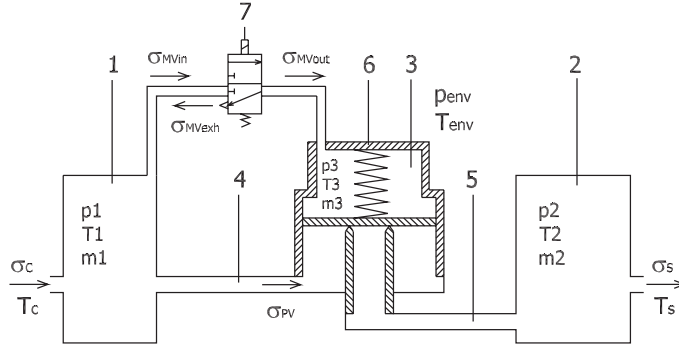 7
σMVin
σMVout
1
6
3
2
σMVexh
penv
Tenv
p3
T3
m3
4
5
p1
T1
m1
p2
T2
m2
σC
TC
σPV
σS
TS